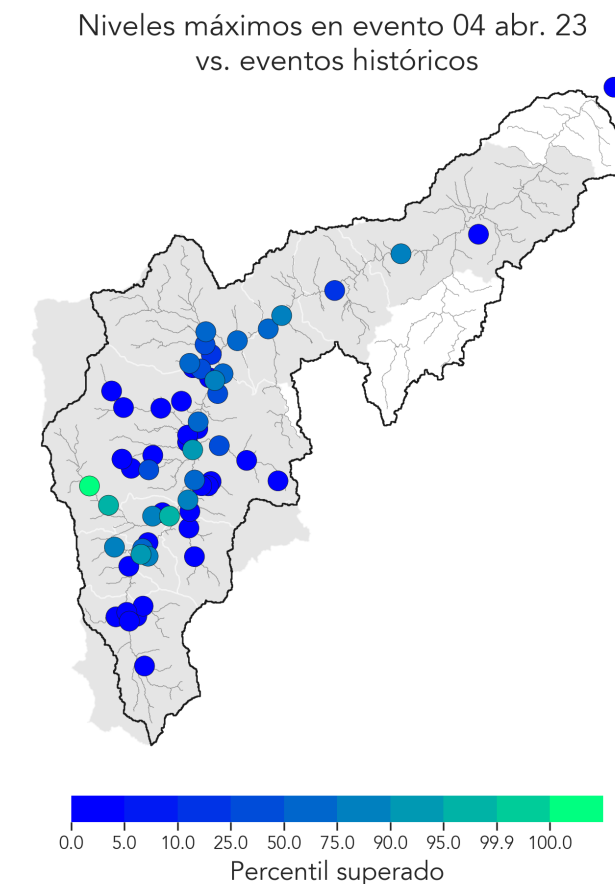 Niveles máximos en evento 04 abr. 23
vs. eventos históricos
0.0 5.0 10.0 25.0 50.0 75.0 90.0 95.0 99.9 100.0
Percentil superado